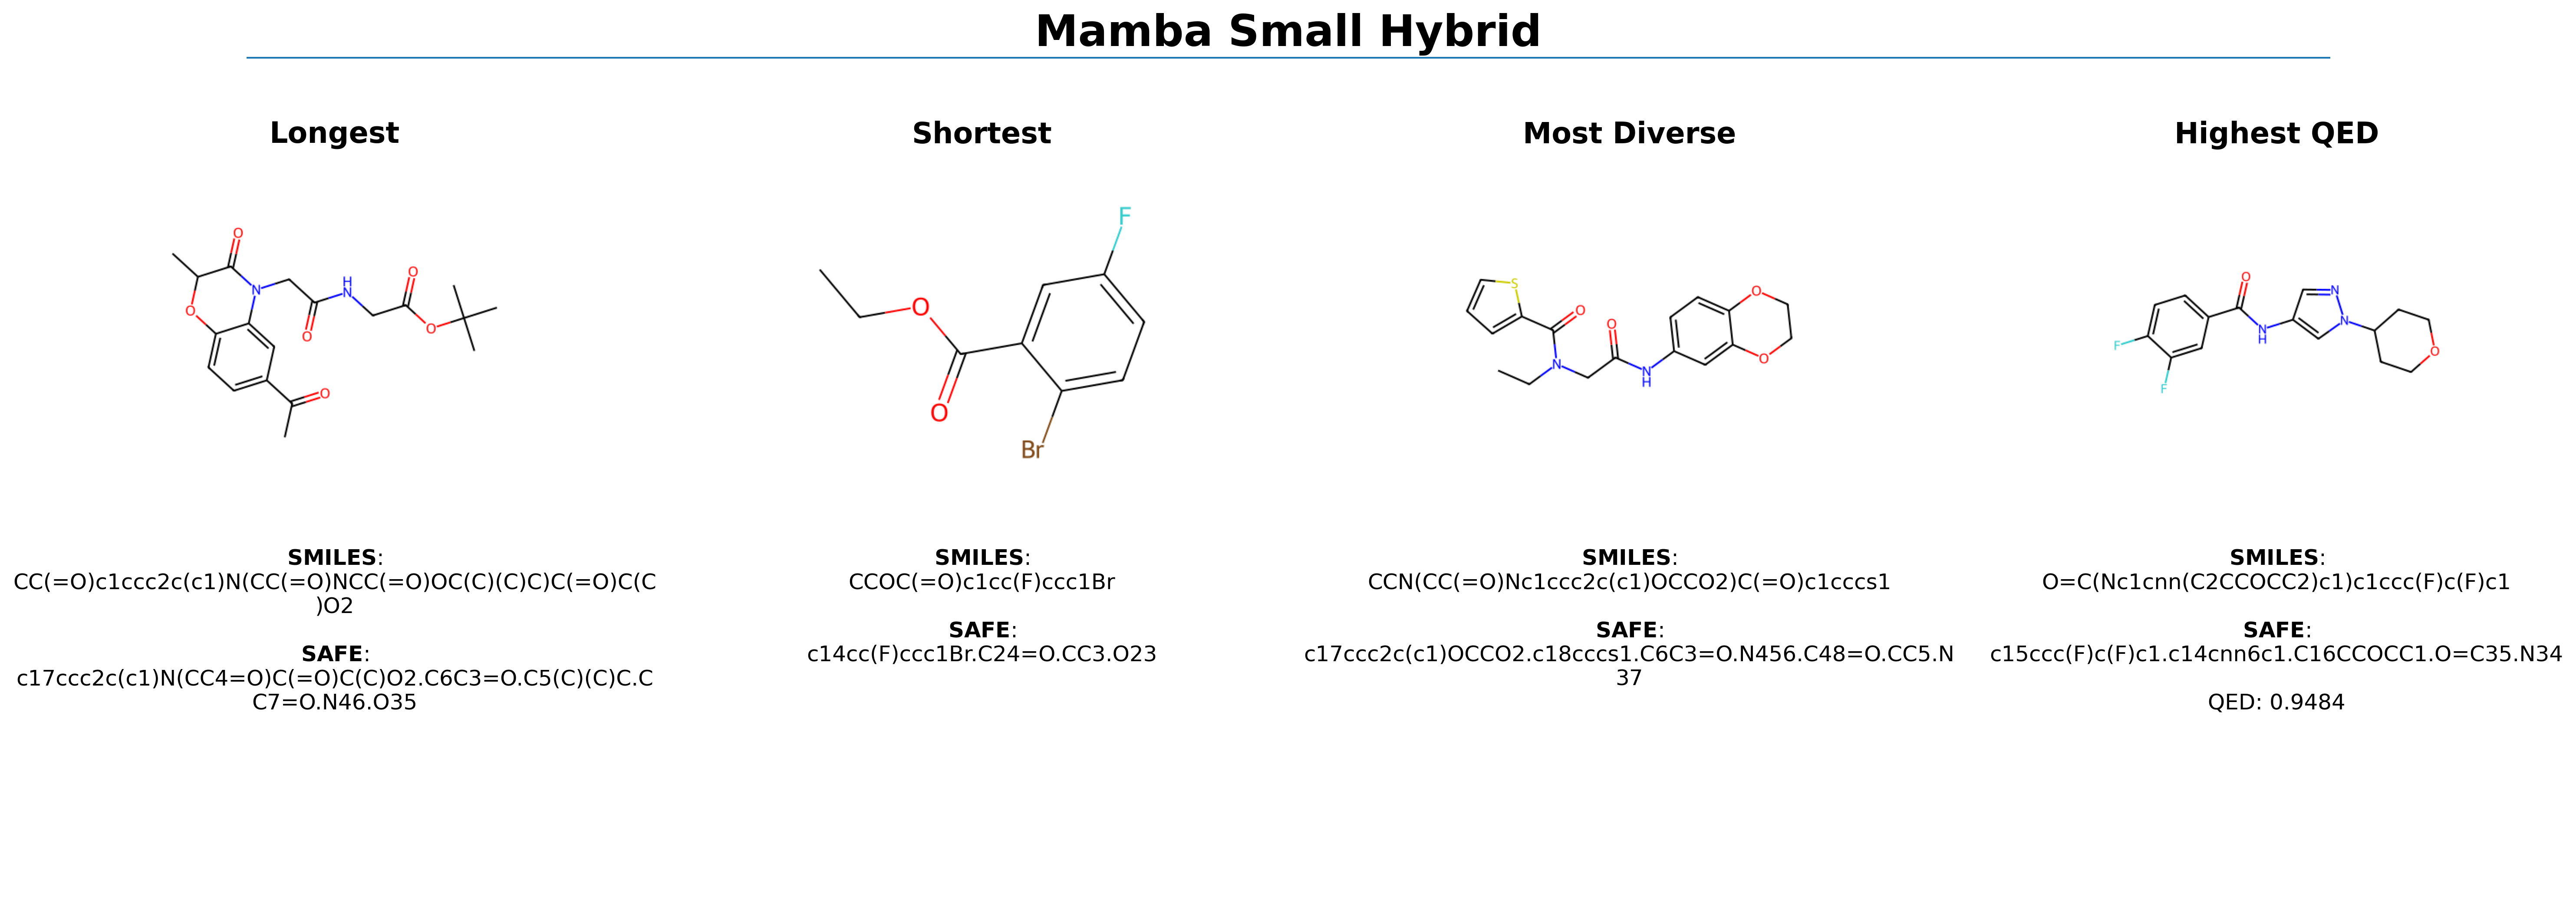 Mamba Small Hybrid
Longest
Shortest
Most Diverse
Highest QED
O
N
O
O
N
H
O
O
O
O
F
O
O
Br
S
O
N
O
N
H
O
O
O
N
H
N
N
O
F
F
SMILES:
CC(=O)c1ccc2c(c1)N(CC(=O)NCC(=O)OC(C)(C)C)C(=O)C(C
)O2
SAFE:
c17ccc2c(c1)N(CC4=O)C(=O)C(C)O2.C6C3=O.C5(C)(C)C.C
C7=O.N46.O35
SMILES:
CCOC(=O)c1cc(F)ccc1Br
SAFE:
c14cc(F)ccc1Br.C24=O.CC3.O23
SMILES:
CCN(CC(=O)Nc1ccc2c(c1)OCCO2)C(=O)c1cccs1
SAFE:
c17ccc2c(c1)OCCO2.c18cccs1.C6C3=O.N456.C48=O.CC5.N
37
SMILES:
O=C(Nc1cnn(C2CCOCC2)c1)c1ccc(F)c(F)c1
SAFE:
c15ccc(F)c(F)c1.c14cnn6c1.C16CCOCC1.O=C35.N34
QED: 0.9484